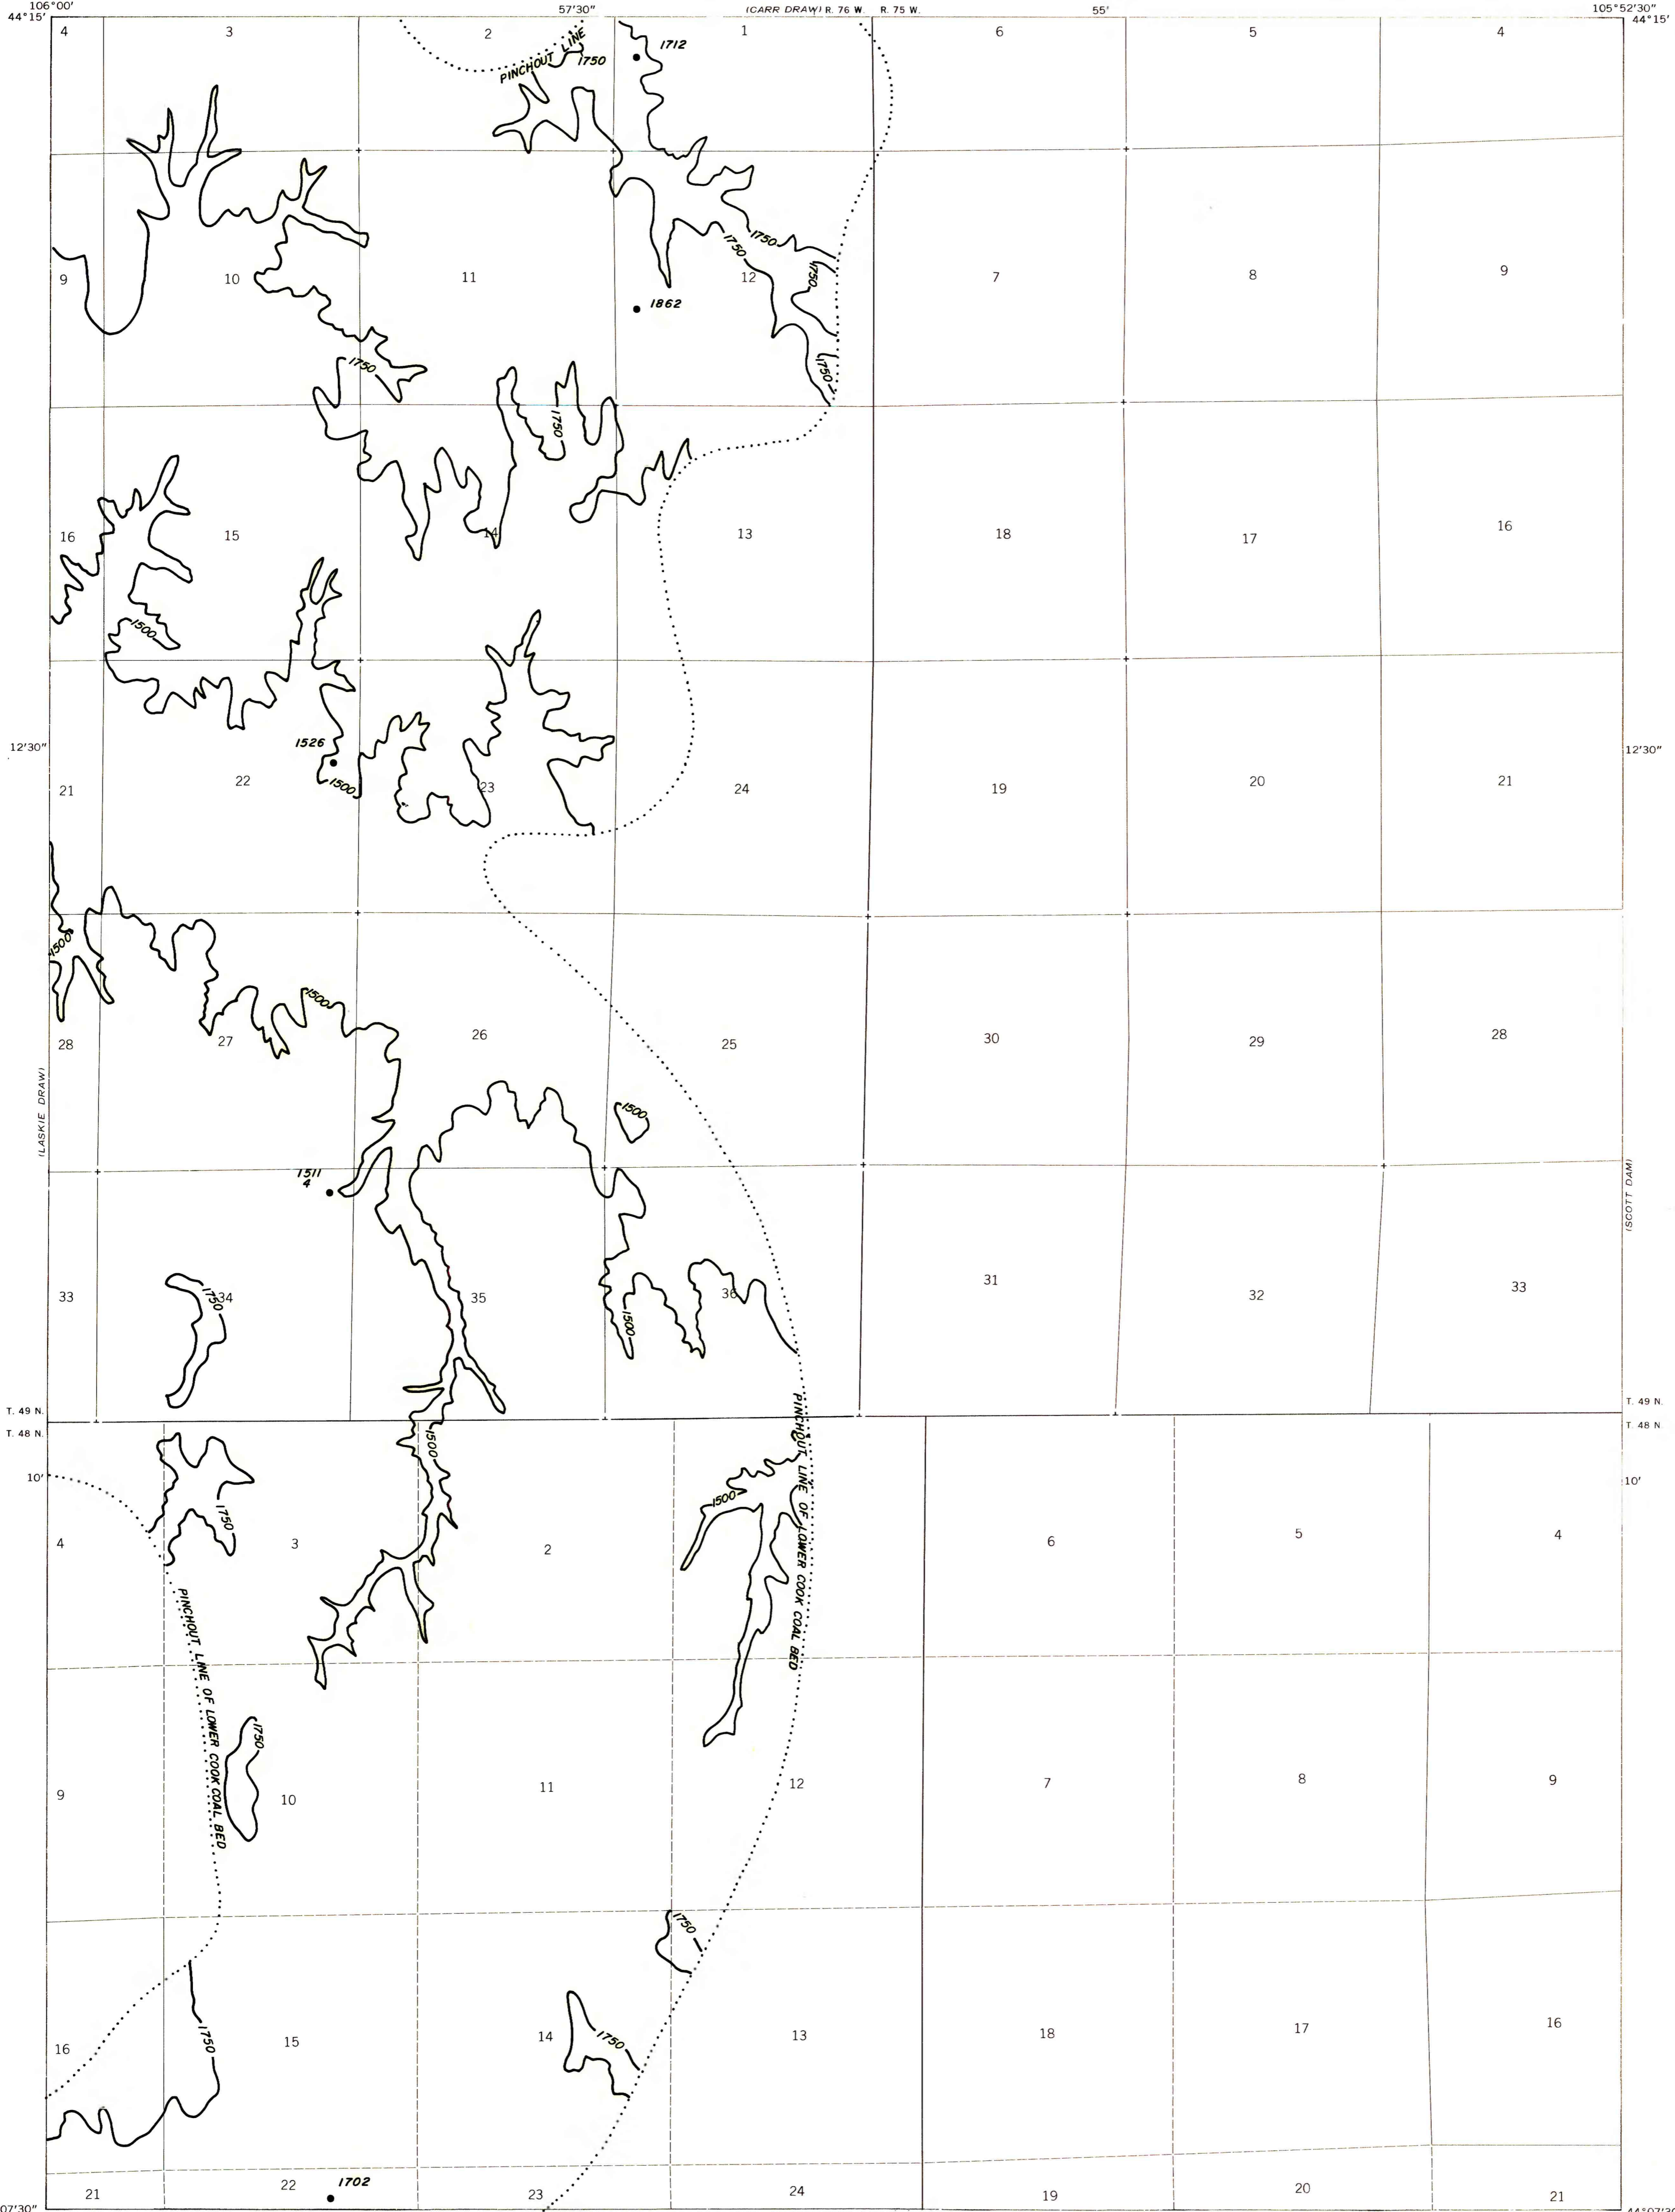 106°00' 57'30" (CARR DRAW) R. 76 W. R. 75 W. 55' 105°52'30"
44°15' 44°15'
4 3 2 1 6 5 4
1712
PINCHOUT LINE
1750
1750
1750
1750
9 10 11 12 7 8 9
1862
1750
1750
1750
16 15 14 13 18 17 16
1500
12'30" 12'30"
1526
1500
21 22 23 24 19 20 21
1500
1500
28 27 26 25 30 29 28
(LASKIE DRAW)
1500
(SCOTT DAM)
1511
4
33 34 35 36 31 32 33
1750
1500
T. 49 N. T. 49 N.
T. 48 N. T. 48 N.
PINCHOUT LINE OF LOWER COOK COAL BED
1500
10' 10'
1750
1500
4 3 2 6 5 4
PINCHOUT LINE OF LOWER COOK COAL BED
1750
9 10 11 12 7 8 9
1750
16 15 14 13 18 17 16
1750
1750
21 22 23 24 19 20 21
1702
07'30"